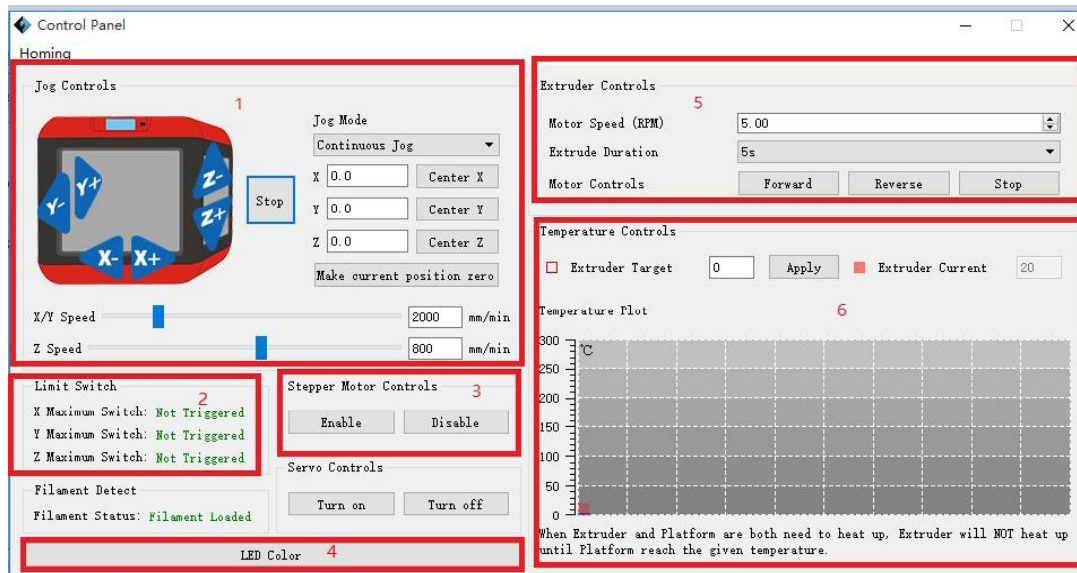 Control Panel
Homing
Jog Controls
1
Y+
Y-
Z-
Z+
X-
X+
Stop
Jog Mode
Continuous Jog
X 0.0 Center X
Y 0.0 Center Y
Z 0.0 Center Z
Make current position zero
X/Y Speed 2000 mm/min
Z Speed 800 mm/min
Limit Switch
2
X Maximum Switch: Not Triggered
Y Maximum Switch: Not Triggered
Z Maximum Switch: Not Triggered
Stepper Motor Controls
3
Enable Disable
Filament Detect
Filament Status: Filament Loaded
Servo Controls
Turn on Turn off
LED Color 4
Extruder Controls
5
Motor Speed (RPM) 5.00
Extrude Duration 5s
Motor Controls Forward Reverse Stop
Temperature Controls
Extruder Target 0 Apply Extruder Current 20
Temperature Plot 6
300
°C
250
200
150
100
50
0
When Extruder and Platform are both need to heat up, Extruder will NOT heat up
until Platform reach the given temperature.